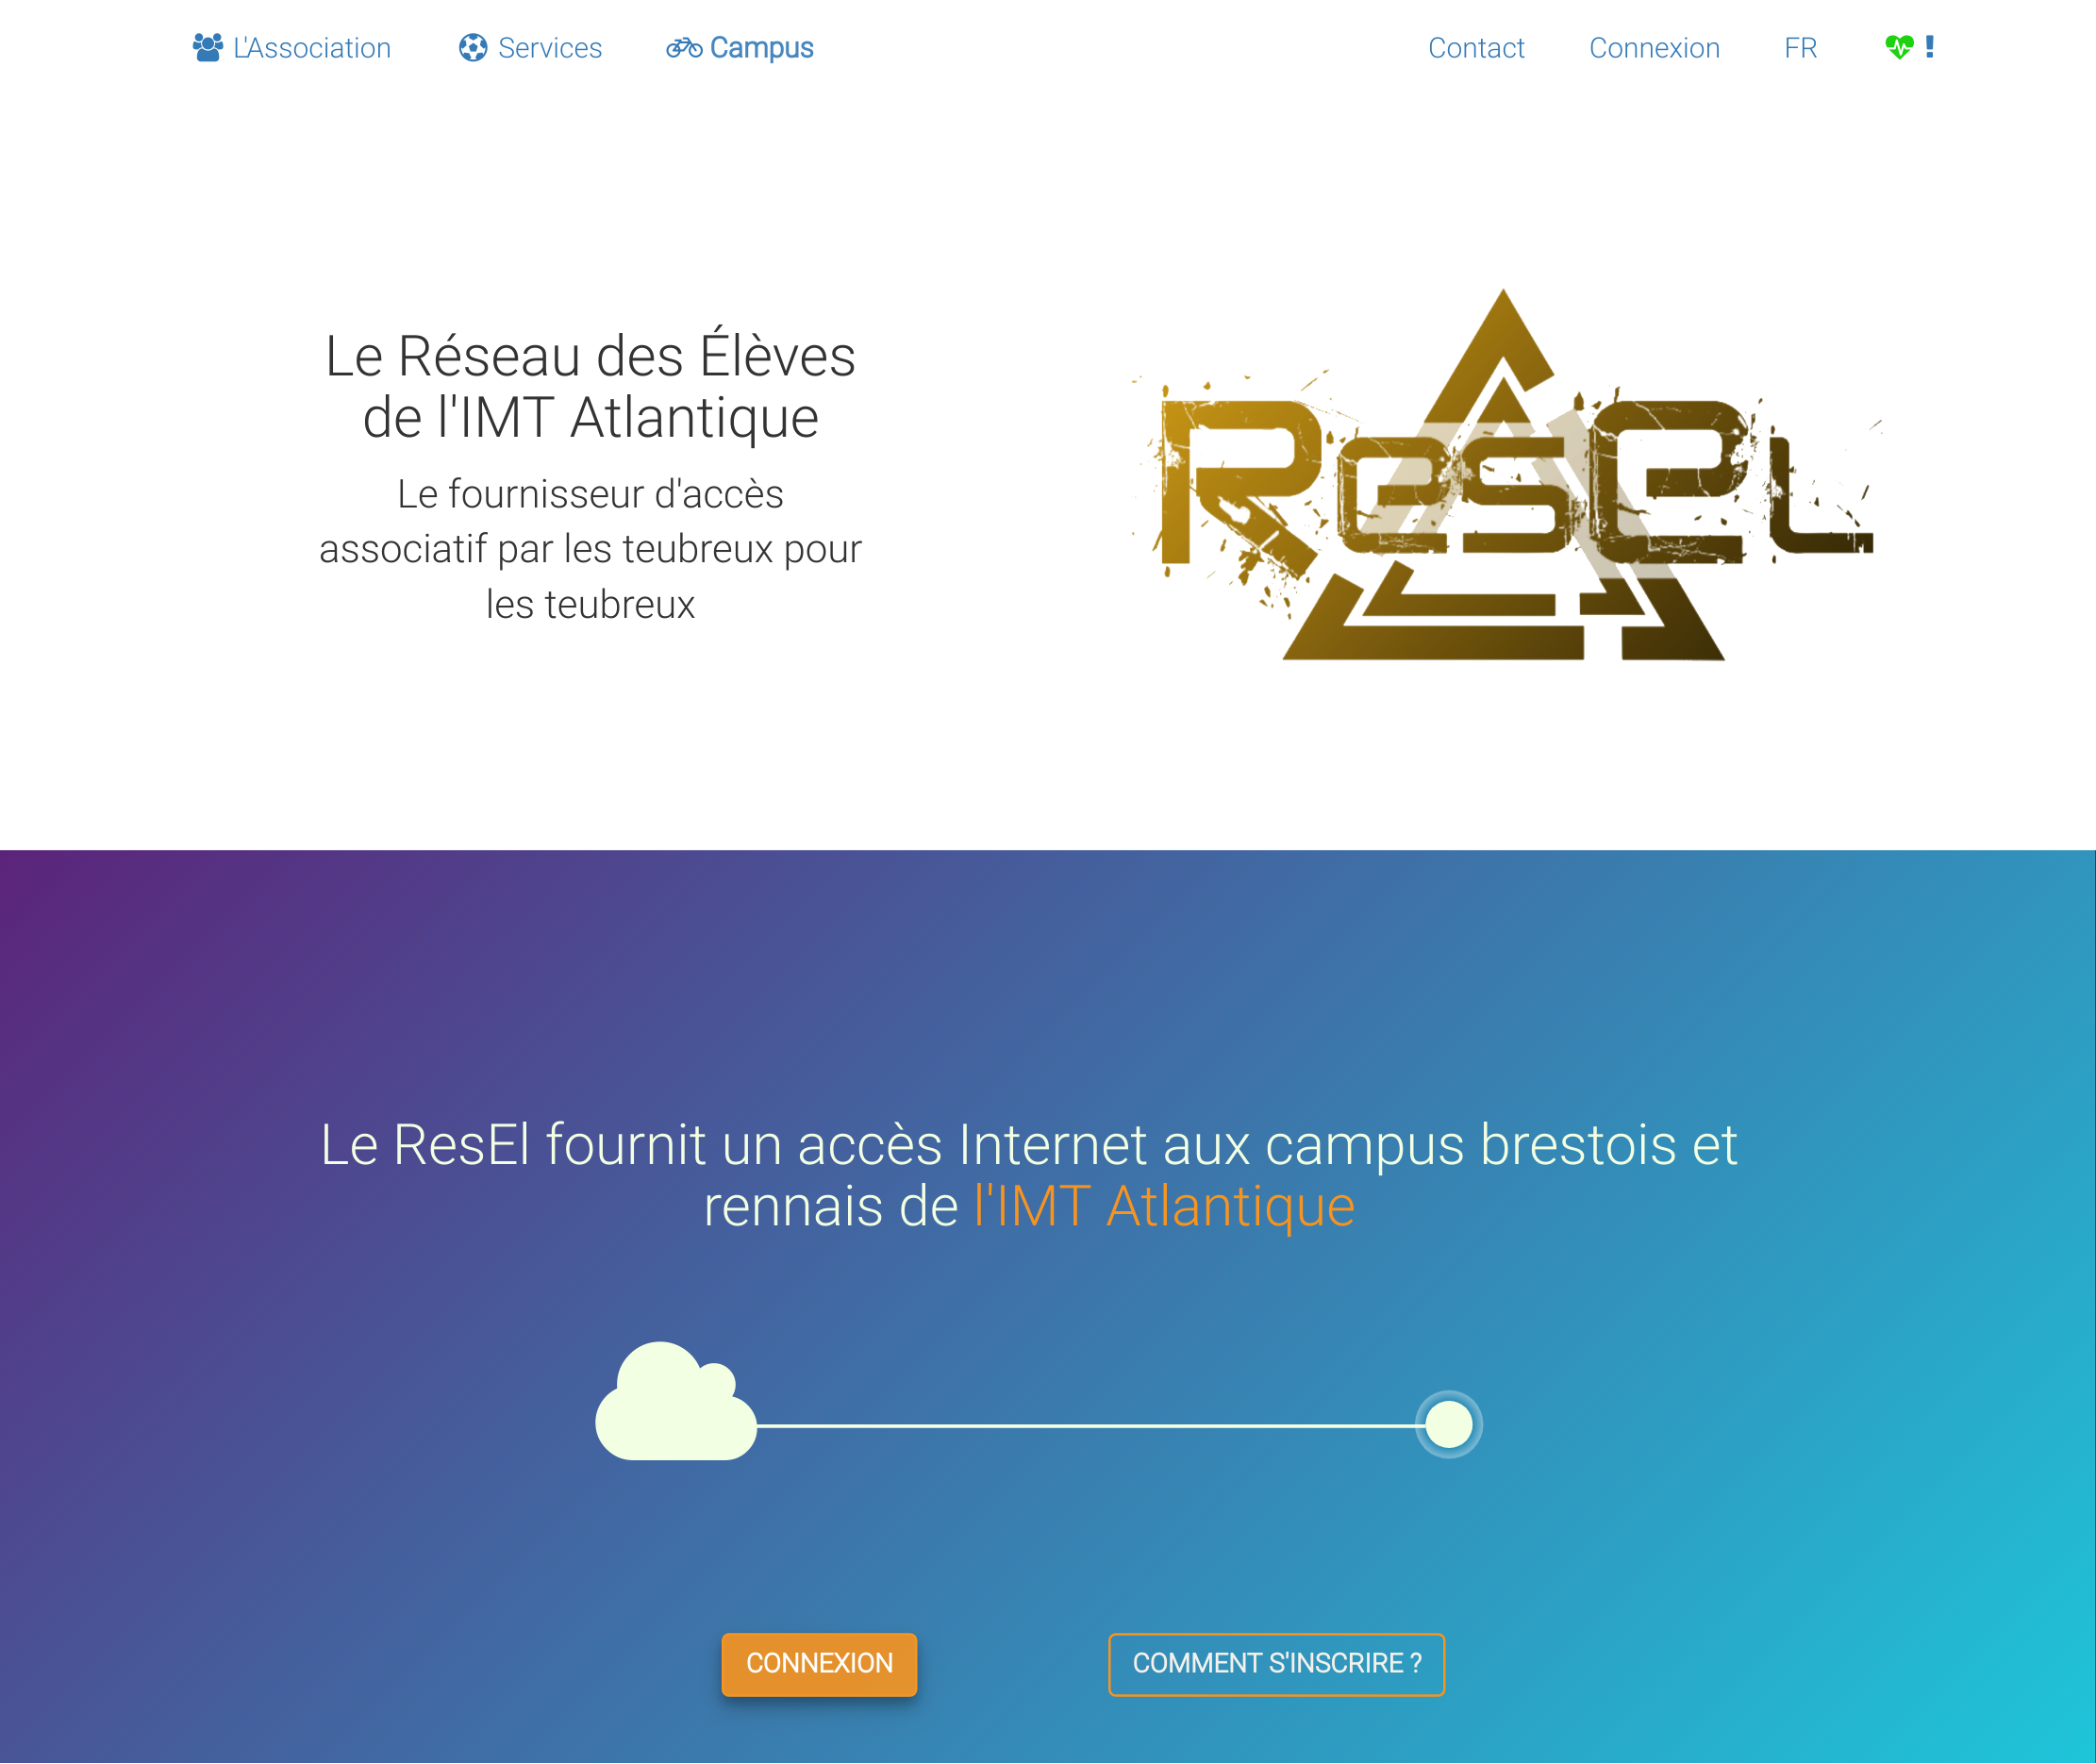 L'Association Services Campus Contact Connexion FR !
Le Réseau des Élèves
de l'IMT Atlantique
Le fournisseur d'accès
associatif par les teubreux pour
les teubreux
ResEl
Le ResEl fournit un accès Internet aux campus brestois et
rennais de l'IMT Atlantique
CONNEXION COMMENT S'INSCRIRE ?